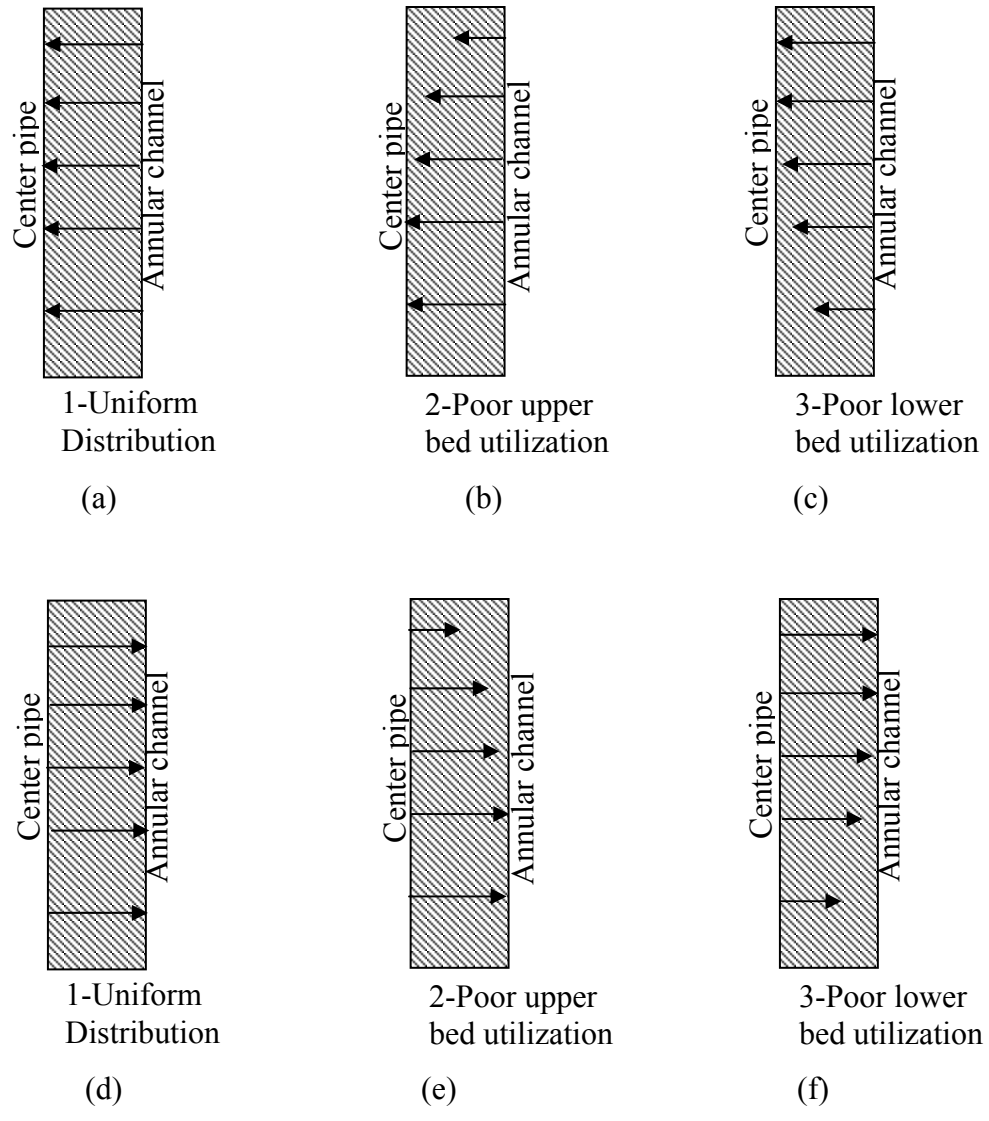 Center pipe
Annular channel
1-Uniform
Distribution
(a)
Center pipe
Annular channel
2-Poor upper
bed utilization
(b)
Center pipe
Annular channel
3-Poor lower
bed utilization
(c)
Center pipe
Annular channel
1-Uniform
Distribution
(d)
Center pipe
Annular channel
2-Poor upper
bed utilization
(e)
Center pipe
Annular channel
3-Poor lower
bed utilization
(f)